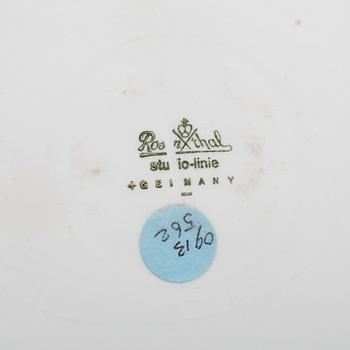 Rosenthal
studio-linie
GERMANY
0913
562